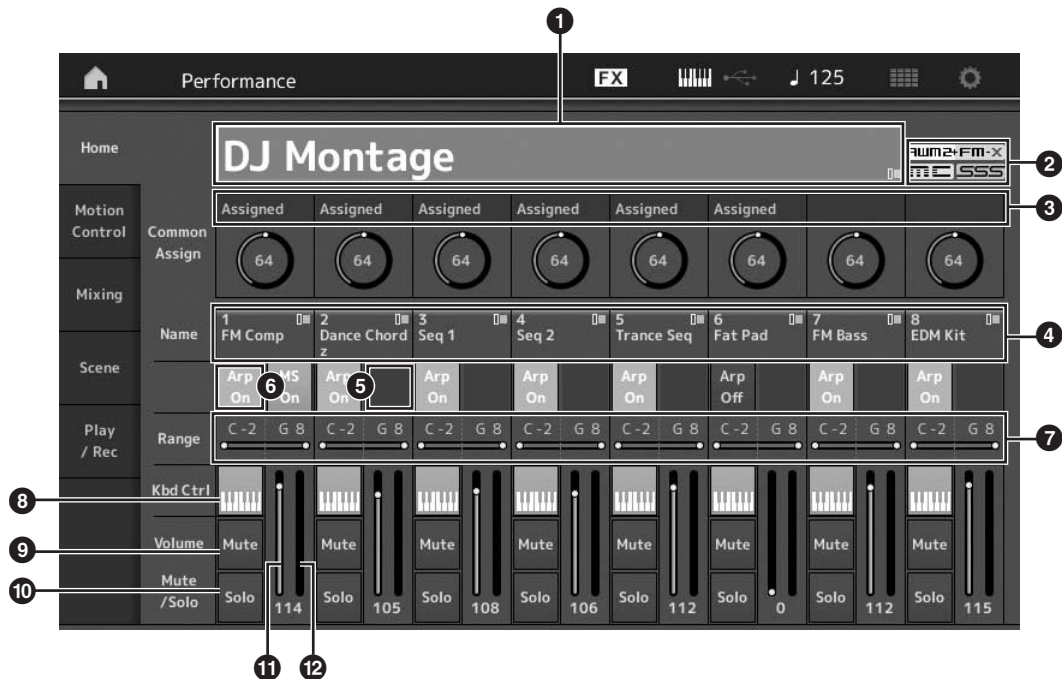 1
Performance FX 125
Home DJ Montage AWM2+FM-X 2
MC SSS
Assigned Assigned Assigned Assigned Assigned Assigned 3
Motion
Control
Common
Assign
64 64 64 64 64 64 64 64
Mixing
Name
1 2 3 4 5 6 7 8
FM Comp Dance Chord Seq 1 Seq 2 Trance Seq Fat Pad FM Bass EDM Kit 4
z
Scene
Arp 6 MS Arp 5 Arp Arp Arp Arp Arp Arp
On On On On On On Off On On
Play
/ Rec
Range C -2 G 8 C -2 G 8 C -2 G 8 C -2 G 8 C -2 G 8 C -2 G 8 C -2 G 8 C -2 G 8 7
8 Kbd Ctrl
9 Volume Mute Mute Mute Mute Mute Mute Mute Mute
10 Mute
/Solo Solo Solo Solo Solo Solo Solo Solo Solo
114 105 108 106 112 0 112 115
11 12